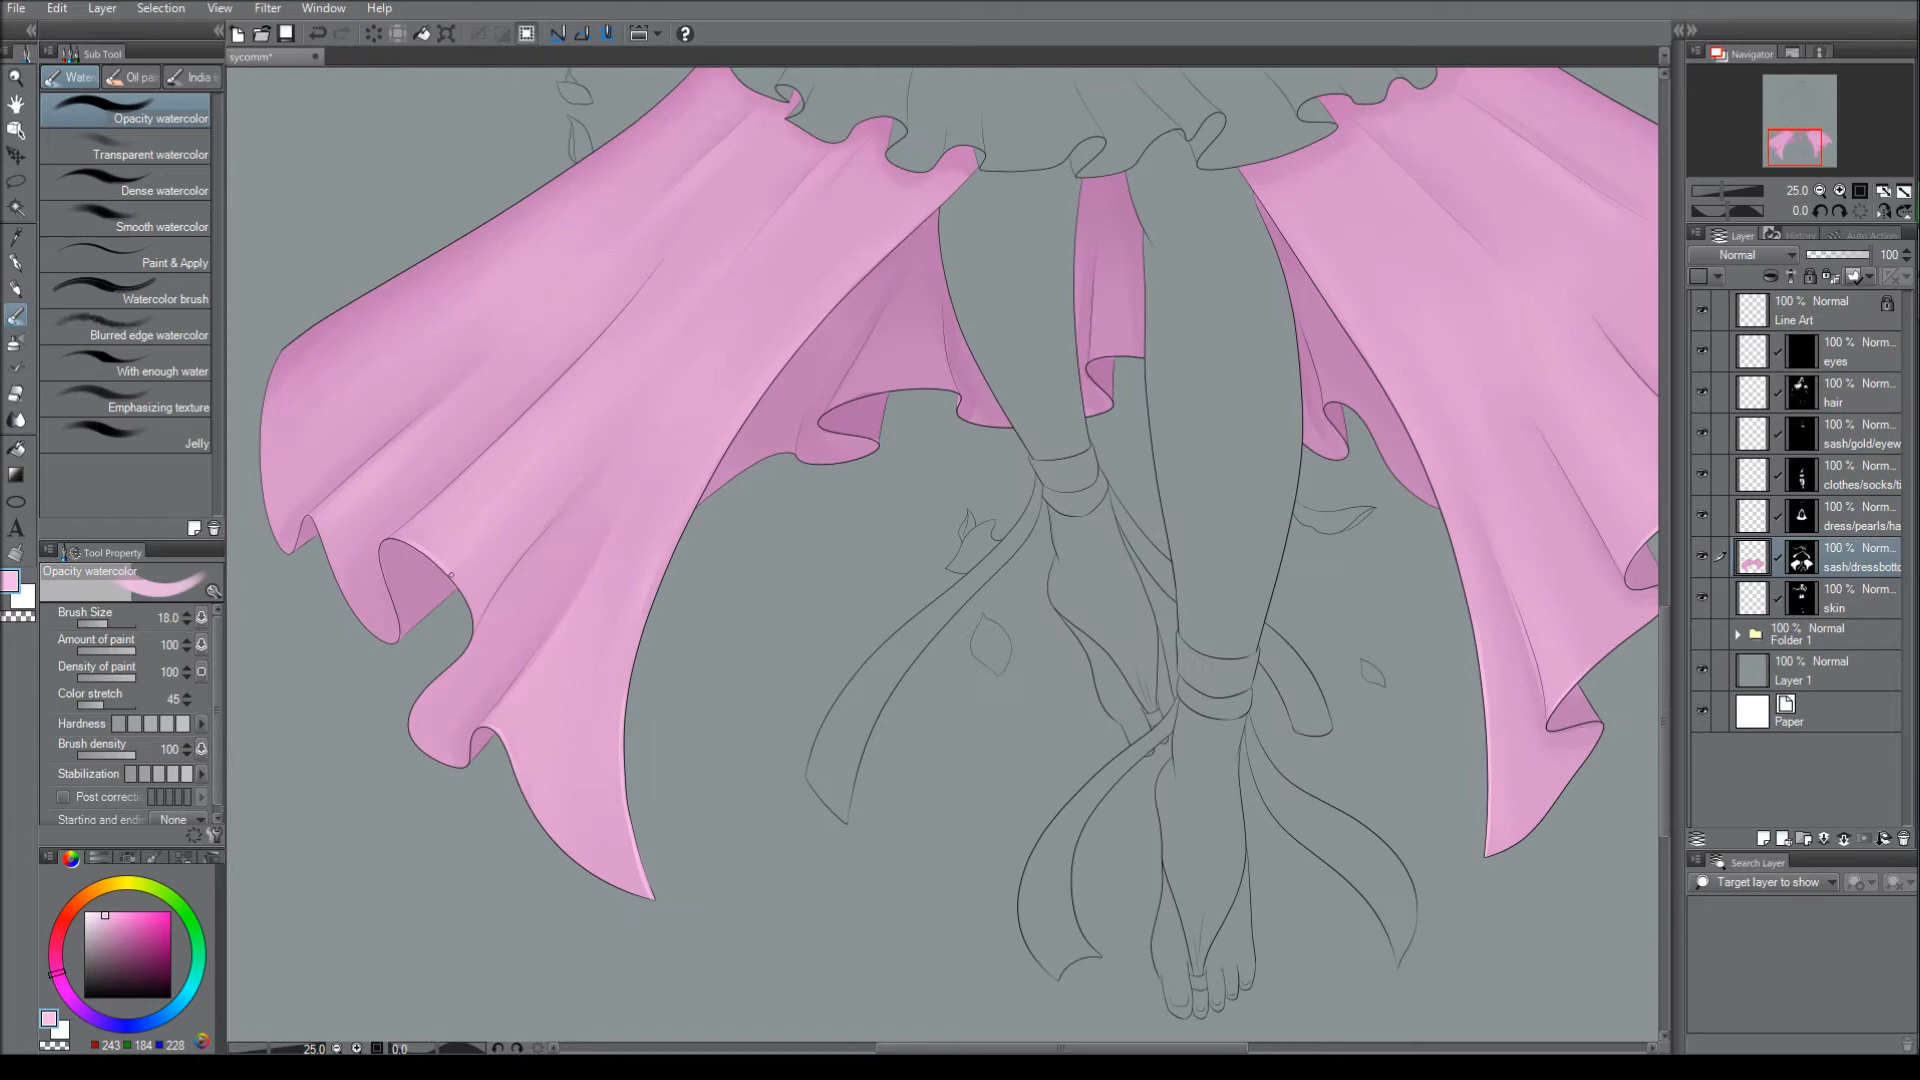 File Edit Layer Selection View Filter Window Help
Sub Tool
sycomm*
Navigator
Water Oil pai India i
Opacity watercolor
Transparent watercolor
Dense watercolor
Smooth watercolor
Paint & Apply
Watercolor brush
Blurred edge watercolor
With enough water
Emphasizing texture
Jelly
Tool Property
Opacity watercolor
Brush Size 18.0
Amount of paint 100
Density of paint 100
Color stretch 45
Hardness
Brush density 100
Stabilization
Post correctic
Starting and endir None
243 184 228
25.0 0.0
25.0
0.0
Layer History Auto Action
Normal 100
100 % Normal
Line Art
100 % Norm...
eyes
100 % Norm...
hair
100 % Norm...
sash/gold/eyew
100 % Norm...
clothes/socks/ti
100 % Norm...
dress/pearls/ha
100 % Norm...
sash/dressbotto
100 % Norm...
skin
100 % Normal
Folder 1
100 % Normal
Layer 1
Paper
Search Layer
Target layer to show